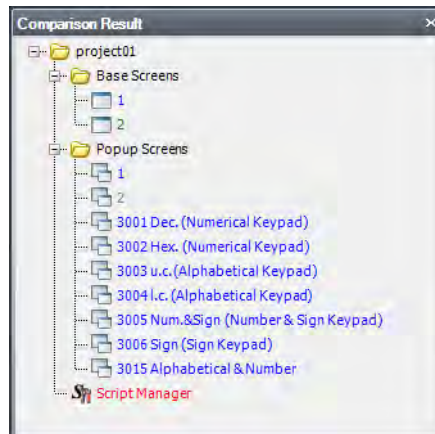 Comparison Result
project01
Base Screens
1
2
Popup Screens
1
2
3001 Dec. (Numerical Keypad)
3002 Hex. (Numerical Keypad)
3003 u.c.(Alphabetical Keypad)
3004 l.c. (Alphabetical Keypad)
3005 Num.&Sign (Number & Sign Keypad)
3006 Sign (Sign Keypad)
3015 Alphabetical & Number
Script Manager